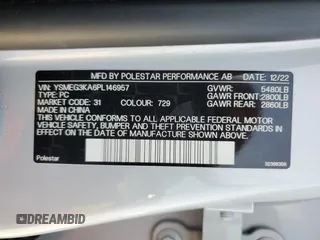 MFD BY POLESTAR PERFORMANCE AB DATE 12/22
VIN: YSMEG3KA6PL146957 GVWR: 5480LB
TYPE: PC GAWR FRONT: 2800LB
MARKET CODE: 31 COLOUR: 729 GAWR REAR: 2860LB
MADE IN CHINA
THIS VEHICLE CONFORMS TO ALL APPLICABLE FEDERAL MOTOR
VEHICLE SAFETY, BUMPER AND THEFT PREVENTION STANDARDS
IN EFFECT ON THE DATE OF MANUFACTURE SHOWN ABOVE.
Polestar
DREAMBID